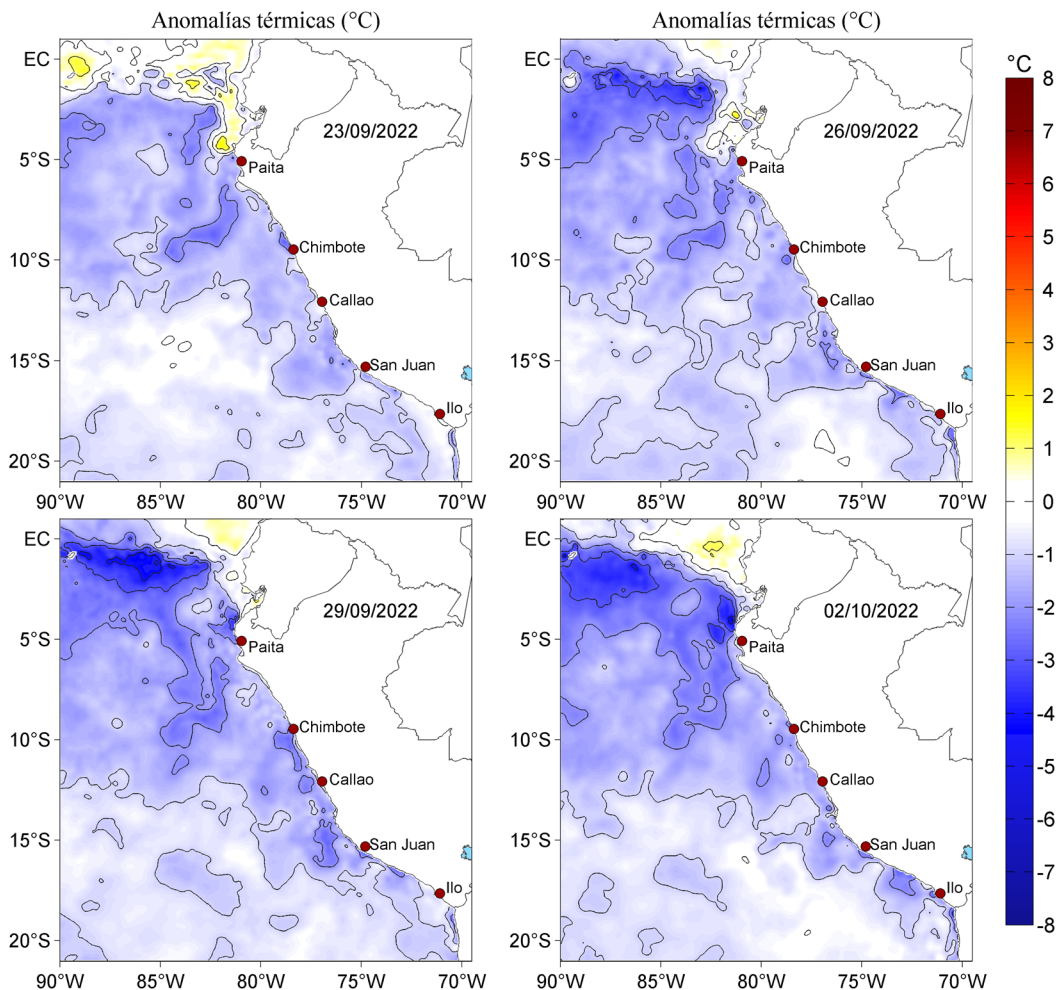 Anomalías térmicas (°C)
Anomalías térmicas (°C)
EC
5°S
10°S
15°S
20°S
90°W
85°W
80°W
75°W
70°W
23/09/2022
Paita
Chimbote
Callao
San Juan
Ilo
EC
5°S
10°S
15°S
20°S
90°W
85°W
80°W
75°W
70°W
26/09/2022
Paita
Chimbote
Callao
San Juan
Ilo
EC
5°S
10°S
15°S
20°S
90°W
85°W
80°W
75°W
70°W
29/09/2022
Paita
Chimbote
Callao
San Juan
Ilo
EC
5°S
10°S
15°S
20°S
90°W
85°W
80°W
75°W
70°W
02/10/2022
Paita
Chimbote
Callao
San Juan
Ilo
°C
8
7
6
5
4
3
2
1
0
-1
-2
-3
-4
-5
-6
-7
-8